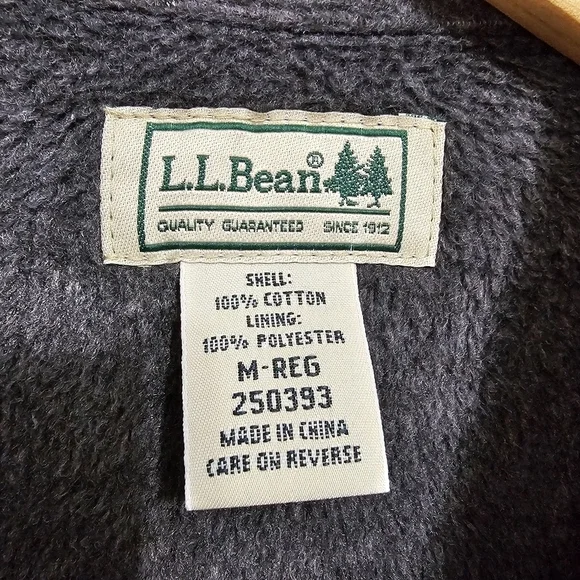 L.L.Bean®
QUALITY GUARANTEED SINCE 1912
SHELL:
100% COTTON
LINING:
100% POLYESTER
M-REG
250393
MADE IN CHINA
CARE ON REVERSE